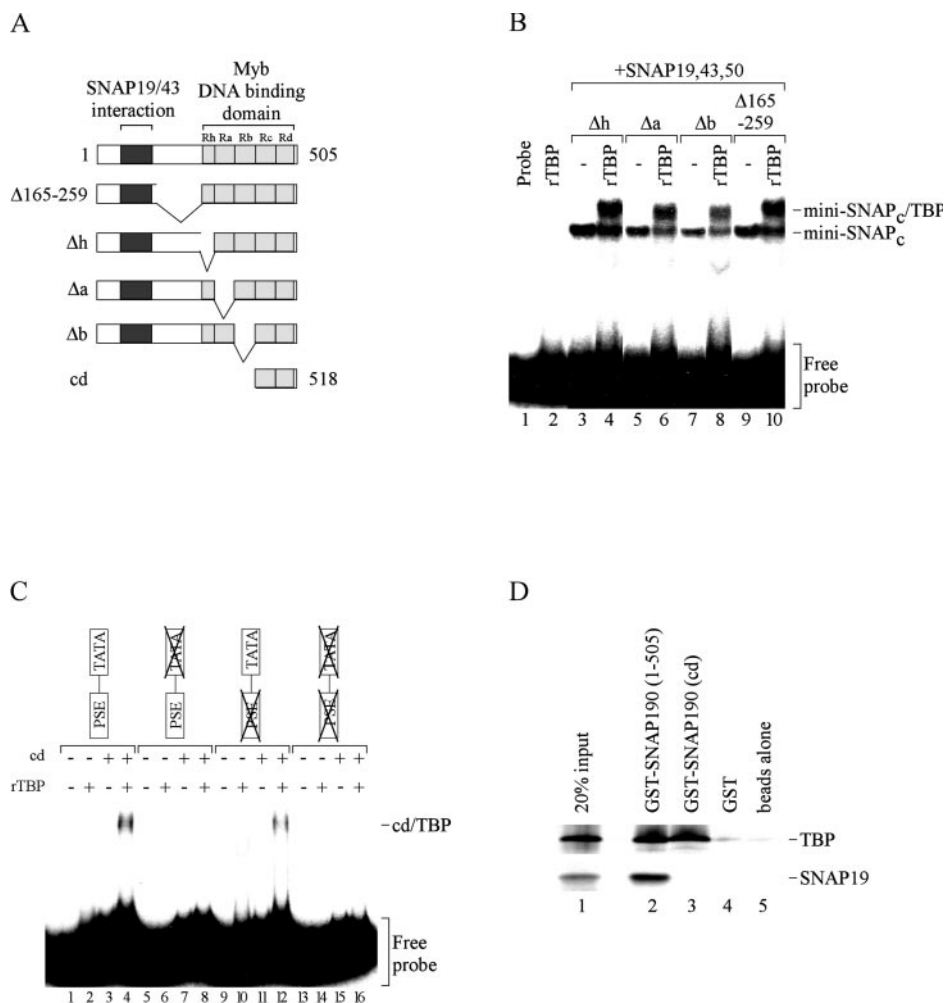 A
SNAP19/43
interaction
Myb
DNA binding
domain
Rh Ra Rb Rc Rd
1
505
Δ165-259
Δh
Δa
Δb
cd
518
B
+SNAP19,43,50
Δh
Δa
Δb
Δ165
-259
Probe
rTBP
-
rTBP
-
rTBP
-
rTBP
-
rTBP
mini-SNAPc/TBP
mini-SNAPc
Free
probe
1 2 3 4 5 6 7 8 9 10
C
TATA
TATA
TATA
TATA
PSE
PSE
PSE
PSE
cd - - + + - - + + - - + + - - + +
rTBP - + - + - + - + - + - + - + - +
cd/TBP
Free
probe
1 2 3 4 5 6 7 8 9 10 11 12 13 14 15 16
D
20% input
GST-SNAP190 (1-505)
GST-SNAP190 (cd)
GST
beads alone
TBP
SNAP19
1 2 3 4 5